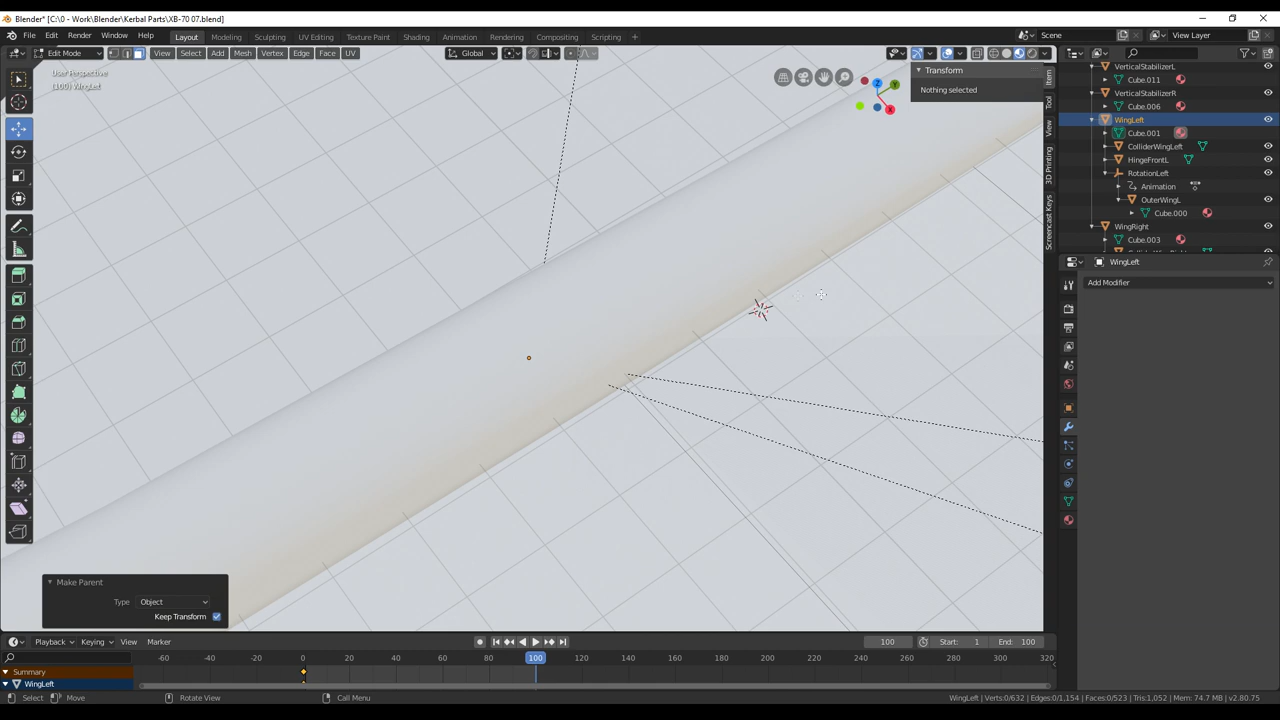 Blender* [C:\0 - Work\Blender\Kerbal Parts\XB-70 07.blend]
File Edit Render Window Help Layout Modeling Sculpting UV Editing Texture Paint Shading Animation Rendering Compositing Scripting Scene View Layer
Edit Mode View Select Add Mesh Vertex Edge Face UV Global
User Perspective
(100) WingLeft
Z
Y
X
Transform
Nothing selected
Item
Tool
View
3D Printing
Screencast Keys
VerticalStabilizerL
Cube.011
VerticalStabilizerR
Cube.006
WingLeft
Cube.001
ColliderWingLeft
HingeFrontL
RotationLeft
Animation
OuterWingL
Cube.000
WingRight
Cube.003
WingLeft
Add Modifier
Make Parent
Type Object
Keep Transform
Playback Keying View Marker 100 Start: 1 End: 100
-60 -40 -20 0 20 40 60 80 100 120 140 160 180 200 220 240 260 280 300 320
Summary
WingLeft
Select Move Rotate View Call Menu WingLeft | Verts:0/632 | Edges:0/1,154 | Faces:0/523 | Tris:1,052 | Mem: 74.7 MB | v2.80.75